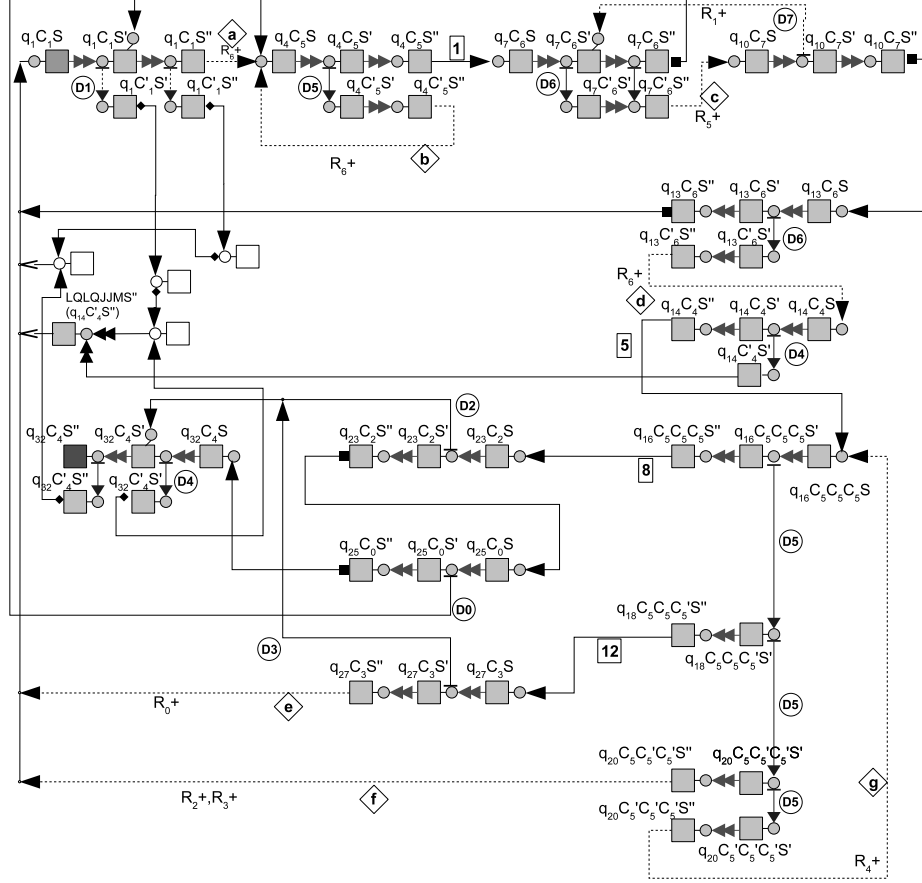 q₁C₁S q₁C₁S' q₁C₁S" a R₆+ q₄C₅S q₄C₅S' q₄C₅S" 1 q₇C₆S q₇C₆S' q₇C₆S" R₁+ D7 q₁₀C₇S q₁₀C₇S' q₁₀C₇S"
D1 q₁C'₁S' q₁C'₁S" D5 q₄C'₅S' q₄C'₅S" D6 q₇C'₆S' q₇C'₆S" c
R₅+
R₆+ b
q₁₃C₆S" q₁₃C₆S' q₁₃C₆S
q₁₃C'₆S" q₁₃C'₆S' D6
R₆+ d
LQLQJJMS"
(q₁₄C'₄S")
q₁₄C₄S" q₁₄C₄S' q₁₄C₄S
5 q₁₄C'₄S' D4
D2
q₃₂C₄S" q₃₂C₄S' q₃₂C₄S q₂₃C₂S" q₂₃C₂S' q₂₃C₂S q₁₆C₅C₅C₅S" q₁₆C₅C₅C₅S'
8
q₃₂C'₄S" q₃₂C'₄S' D4 q₁₆C₅C₅C₅S
q₂₅C₀S" q₂₅C₀S' q₂₅C₀S D5
D0 q₁₈C₅C₅C₅'S"
D3 12
q₂₇C₃S" q₂₇C₃S' q₂₇C₃S q₁₈C₅C₅C₅'S'
R₀+ e D5
q₂₀C₅C₅'C₅'S" q₂₀C₅C₅'C₅'S'
g
R₂+,R₃+ f D5
q₂₀C₅'C₅'C₅'S"
q₂₀C₅'C₅'C₅'S'
R₄+